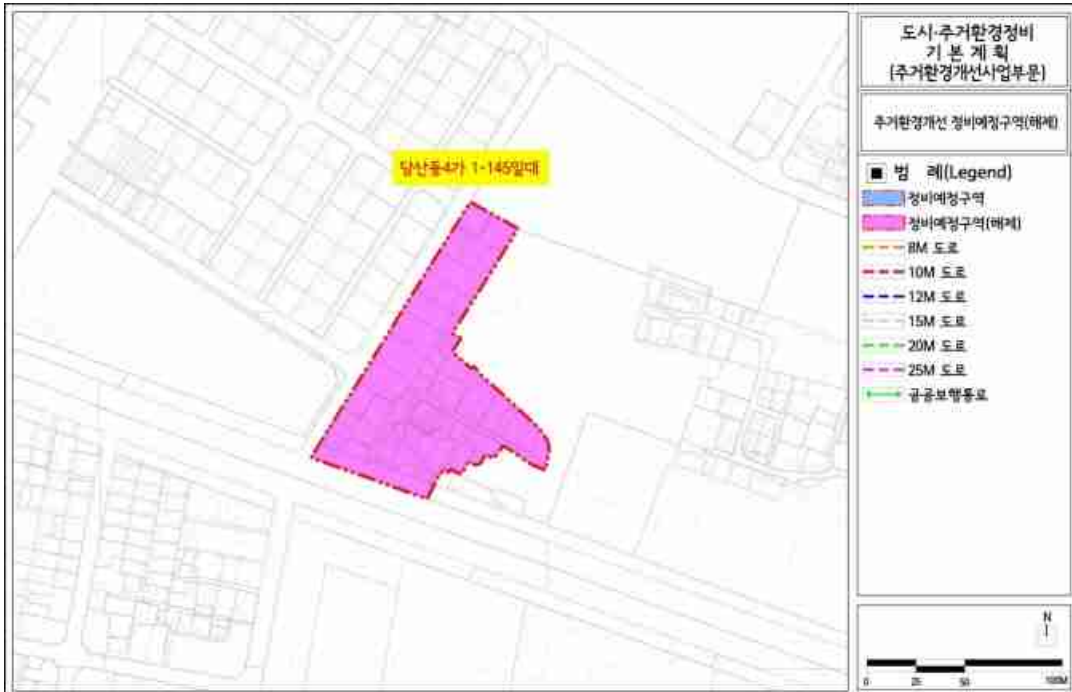 도시·주거환경정비
기 본 계 획
(주거환경개선사업부문)
주거환경개선 정비예정구역(해제)
당산동4가 1-145일대
■ 범 례(Legend)
정비예정구역
정비예정구역(해제)
8M 도로
10M 도로
12M 도로
15M 도로
20M 도로
25M 도로
공공보행통로
N
0 25 50 100M